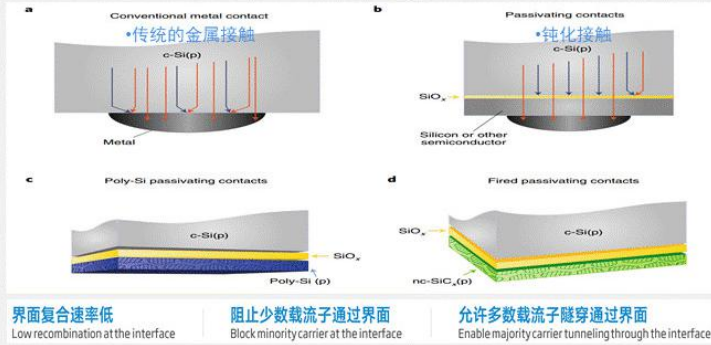 a
Conventional metal contact
•传统的金属接触
c-Si(p)
Metal
b
Passivating contacts
•钝化接触
c-Si(p)
SiOx
Silicon or other
semiconductor
c
Poly-Si passivating contacts
c-Si(p)
SiOx
Poly-Si (p)
d
Fired passivating contacts
SiOx
c-Si(p)
nc-SiCx(p)
界面复合速率低
Low recombination at the interface
阻止少数载流子通过界面
Block minority carrier at the interface
允许多数载流子隧穿通过界面
Enable majority carrier tunneling through the interface